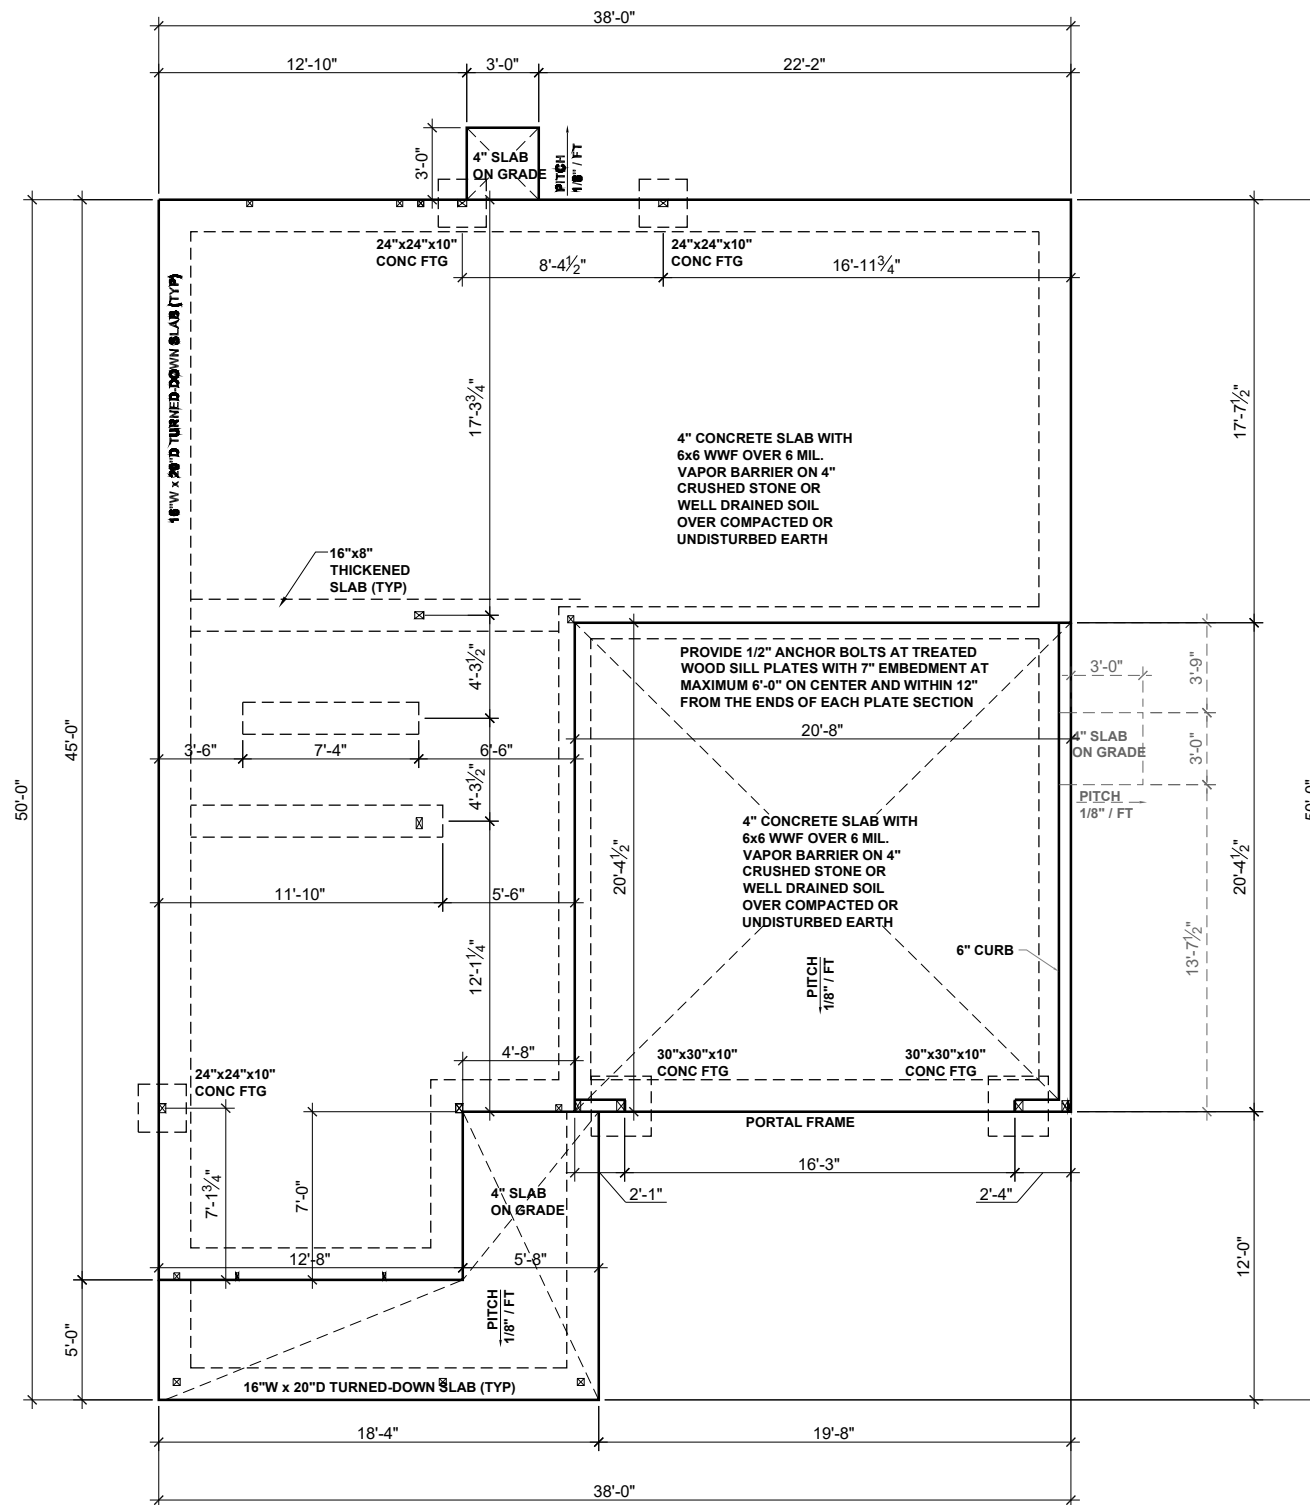 38'-0"
12'-10"
3'-0"
22'-2"
3'-0"
4" SLAB
ON GRADE
PITCH
1/8" / FT
24"x24"x10"
CONC FTG
8'-4½"
24"x24"x10"
CONC FTG
16'-11¾"
16"W x 20"D TURNED-DOWN SLAB (TYP)
17'-3¾"
17'-7½"
4" CONCRETE SLAB WITH
6x6 WWF OVER 6 MIL.
VAPOR BARRIER ON 4"
CRUSHED STONE OR
WELL DRAINED SOIL
OVER COMPACTED OR
UNDISTURBED EARTH
16"x8"
THICKENED
SLAB (TYP)
4'-3½"
PROVIDE 1/2" ANCHOR BOLTS AT TREATED
WOOD SILL PLATES WITH 7" EMBEDMENT AT
MAXIMUM 6'-0" ON CENTER AND WITHIN 12"
FROM THE ENDS OF EACH PLATE SECTION
3'-0"
3'-9"
45'-0"
50'-0"
3'-6"
7'-4"
6'-6"
20'-8"
4" SLAB
ON GRADE
3'-0"
50'-0"
4'-3½"
PITCH
1/8" / FT
4" CONCRETE SLAB WITH
6x6 WWF OVER 6 MIL.
VAPOR BARRIER ON 4"
CRUSHED STONE OR
WELL DRAINED SOIL
OVER COMPACTED OR
UNDISTURBED EARTH
20'-4½"
20'-4½"
11'-10"
5'-6"
12'-1¼"
13'-7½"
6" CURB
PITCH
1/8" / FT
4'-8"
30"x30"x10"
CONC FTG
30"x30"x10"
CONC FTG
24"x24"x10"
CONC FTG
PORTAL FRAME
16'-3"
2'-1"
2'-4"
7'-1¾"
7'-0"
4" SLAB
ON GRADE
12'-8"
5'-8"
12'-0"
PITCH
1/8" / FT
5'-0"
16"W x 20"D TURNED-DOWN SLAB (TYP)
18'-4"
19'-8"
38'-0"